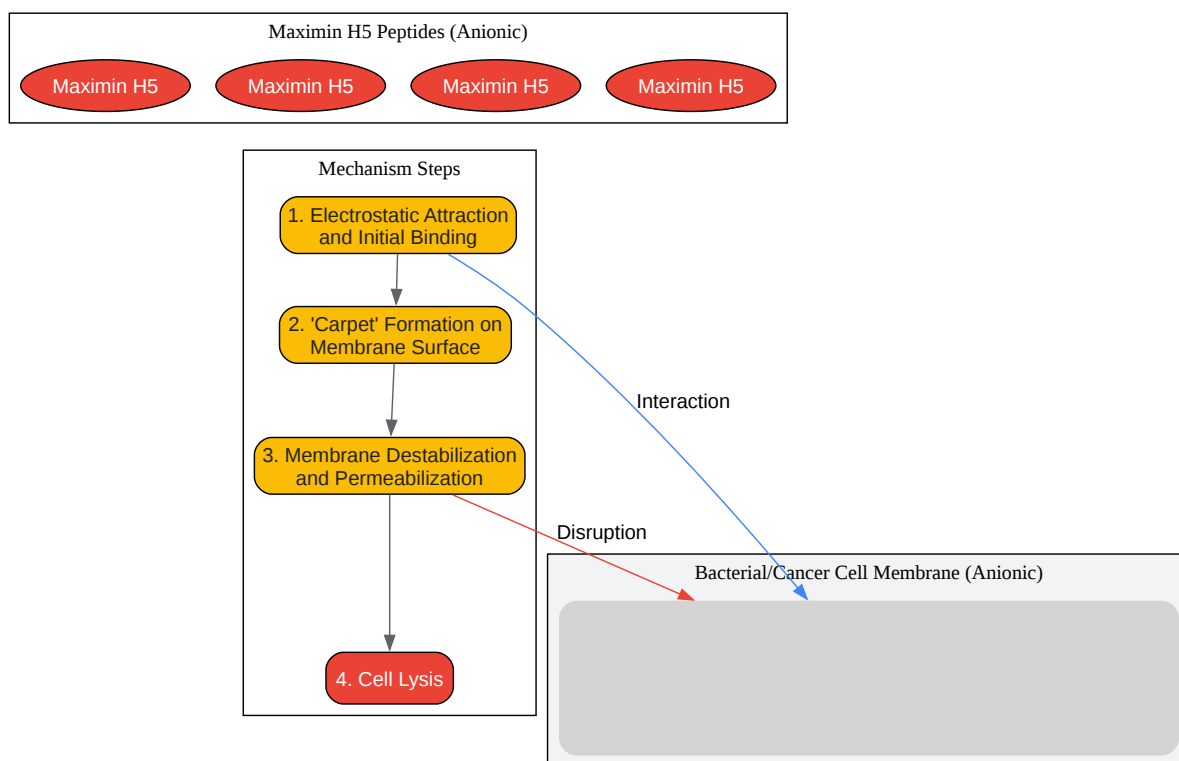 Maximin H5 Peptides (Anionic)
Maximin H5 Maximin H5 Maximin H5 Maximin H5
Mechanism Steps
1. Electrostatic Attraction
and Initial Binding
2. 'Carpet' Formation on
Membrane Surface
Interaction
3. Membrane Destabilization
and Permeabilization
Disruption
Bacterial/Cancer Cell Membrane (Anionic)
4. Cell Lysis